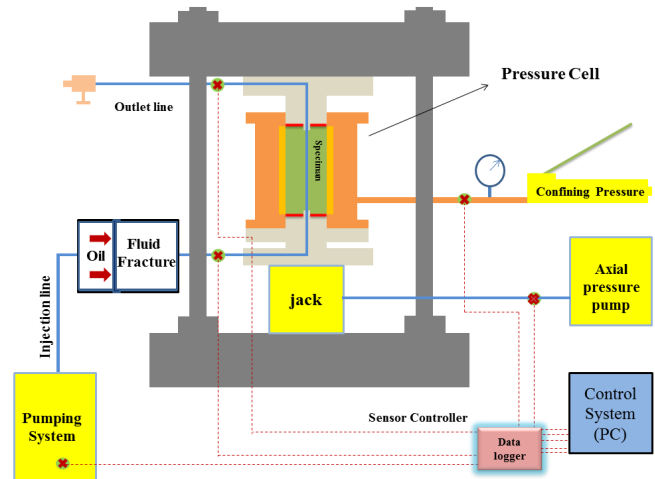 Pressure Cell
Outlet line
Speciman
Confining Pressure
Oil
Fluid
Fracture
Injection line
jack
Axial
pressure
pump
Pumping
System
Sensor Controller
Data
logger
Control
System
(PC)